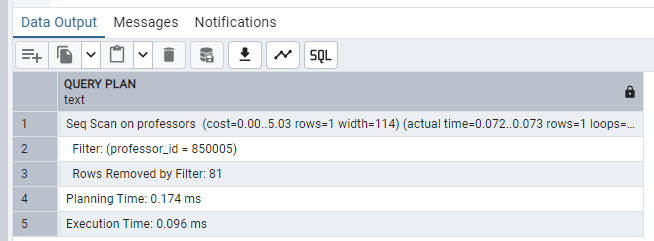 Data Output Messages Notifications
SQL
QUERY PLAN
text
1 Seq Scan on professors (cost=0.00..5.03 rows=1 width=114) (actual time=0.072..0.073 rows=1 loops=...
2 Filter: (professor_id = 850005)
3 Rows Removed by Filter: 81
4 Planning Time: 0.174 ms
5 Execution Time: 0.096 ms